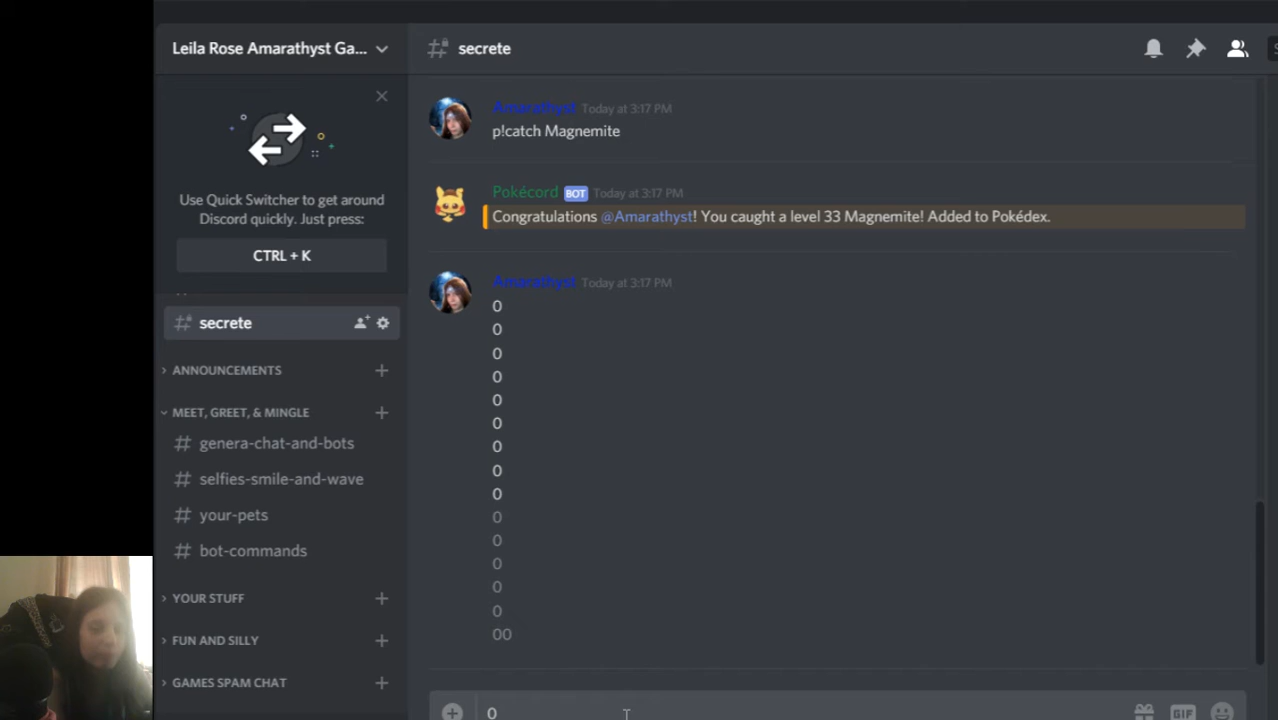 Leila Rose Amarathyst Ga...
secrete
Use Quick Switcher to get around
Discord quickly. Just press:
CTRL + K
secrete
ANNOUNCEMENTS
MEET, GREET, & MINGLE
genera-chat-and-bots
selfies-smile-and-wave
your-pets
bot-commands
YOUR STUFF
FUN AND SILLY
GAMES SPAM CHAT
Amarathyst Today at 3:17 PM
p!catch Magnemite
Pokécord BOT Today at 3:17 PM
Congratulations @Amarathyst! You caught a level 33 Magnemite! Added to Pokédex.
Amarathyst Today at 3:17 PM
0
0
0
0
0
0
0
0
0
0
0
0
0
0
00
0
GIF